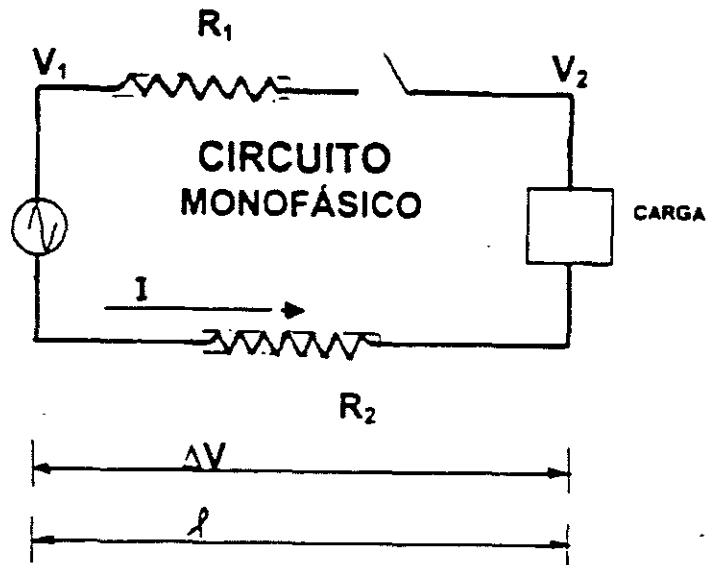 R₁
V₁
V₂
CIRCUITO
MONOFÁSICO
CARGA
I
R₂
ΔV
ℓ